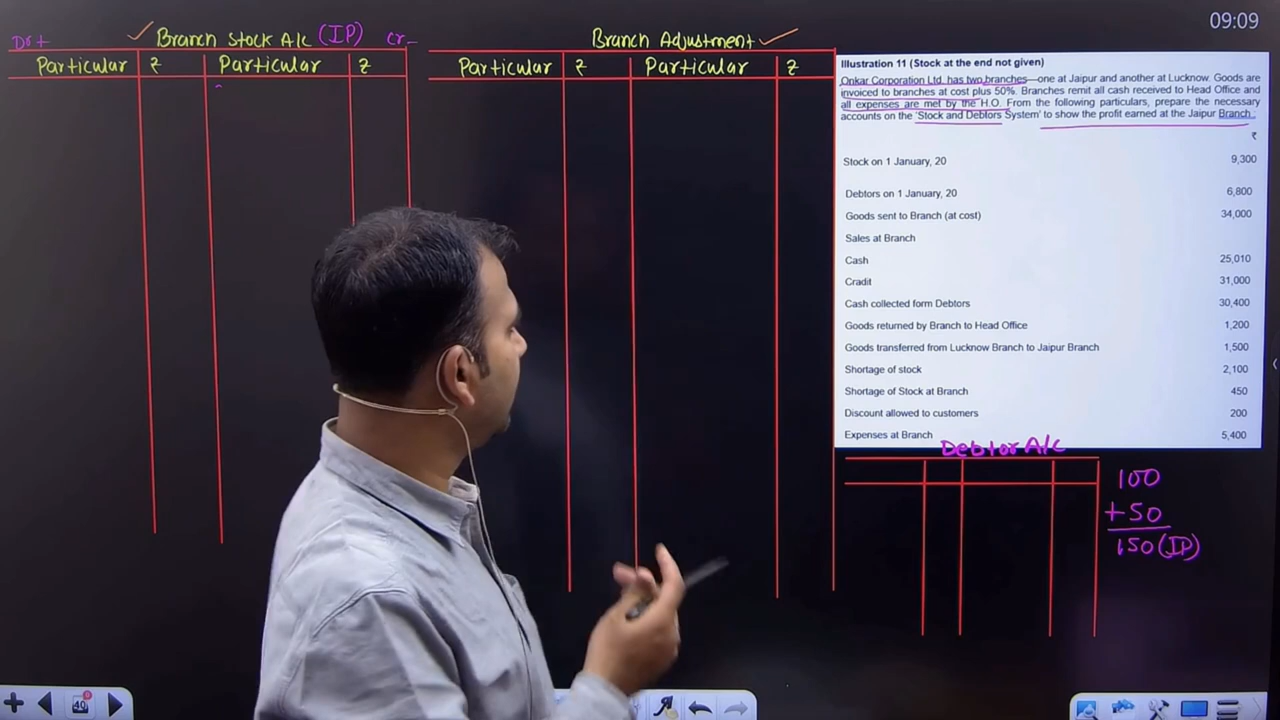 09:09
Dr+ Branch Stock A/c (IP) Cr-
Particular ₹ Particular ₹
Branch Adjustment
Particular ₹ Particular ₹
Illustration 11 (Stock at the end not given)
Onkar Corporation Ltd. has two branches—one at Jaipur and another at Lucknow. Goods are
invoiced to branches at cost plus 50%. Branches remit all cash received to Head Office and
all expenses are met by the H.O. From the following particulars, prepare the necessary
accounts on the 'Stock and Debtors System' to show the profit earned at the Jaipur Branch.:
₹
Stock on 1 January, 20 9,300
Debtors on 1 January, 20 6,800
Goods sent to Branch (at cost) 34,000
Sales at Branch
Cash 25,010
Cradit 31,000
Cash collected form Debtors 30,400
Goods returned by Branch to Head Office 1,200
Goods transferred from Lucknow Branch to Jaipur Branch 1,500
Shortage of stock 2,100
Shortage of Stock at Branch 450
Discount allowed to customers 200
Expenses at Branch 5,400
Debtor A/c
100
+50
150 (IP)
40